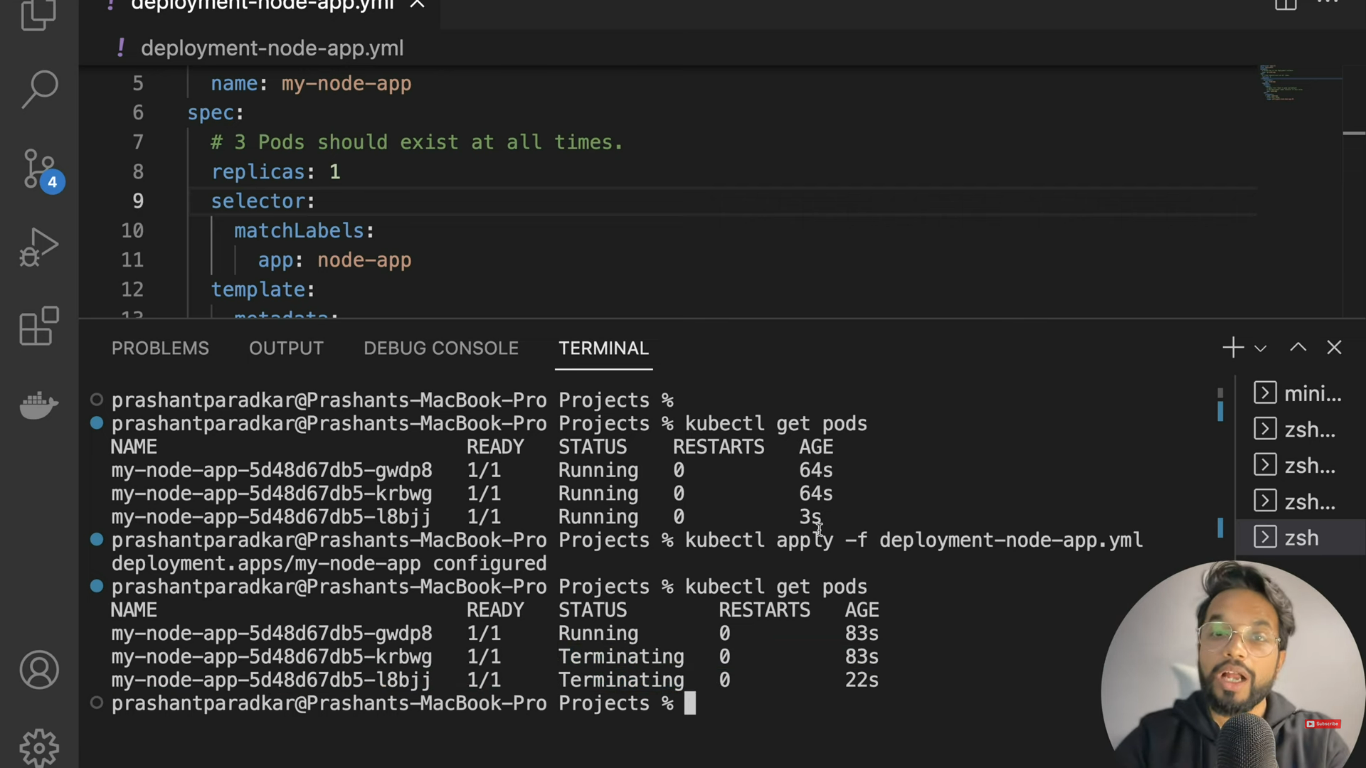 ! deployment-node-app.yml
! deployment-node-app.yml
5 name: my-node-app
6 spec:
7 # 3 Pods should exist at all times.
8 replicas: 1
9 selector:
10 matchLabels:
11 app: node-app
12 template:
13 metadata:
4
PROBLEMS OUTPUT DEBUG CONSOLE TERMINAL
prashantparadkar@Prashants-MacBook-Pro Projects %
prashantparadkar@Prashants-MacBook-Pro Projects % kubectl get pods
NAME READY STATUS RESTARTS AGE
my-node-app-5d48d67db5-gwdp8 1/1 Running 0 64s
my-node-app-5d48d67db5-krbwg 1/1 Running 0 64s
my-node-app-5d48d67db5-l8bjj 1/1 Running 0 3s
prashantparadkar@Prashants-MacBook-Pro Projects % kubectl apply -f deployment-node-app.yml
deployment.apps/my-node-app configured
prashantparadkar@Prashants-MacBook-Pro Projects % kubectl get pods
NAME READY STATUS RESTARTS AGE
my-node-app-5d48d67db5-gwdp8 1/1 Running 0 83s
my-node-app-5d48d67db5-krbwg 1/1 Terminating 0 83s
my-node-app-5d48d67db5-l8bjj 1/1 Terminating 0 22s
prashantparadkar@Prashants-MacBook-Pro Projects %
mini...
zsh...
zsh...
zsh...
zsh
Subscribe